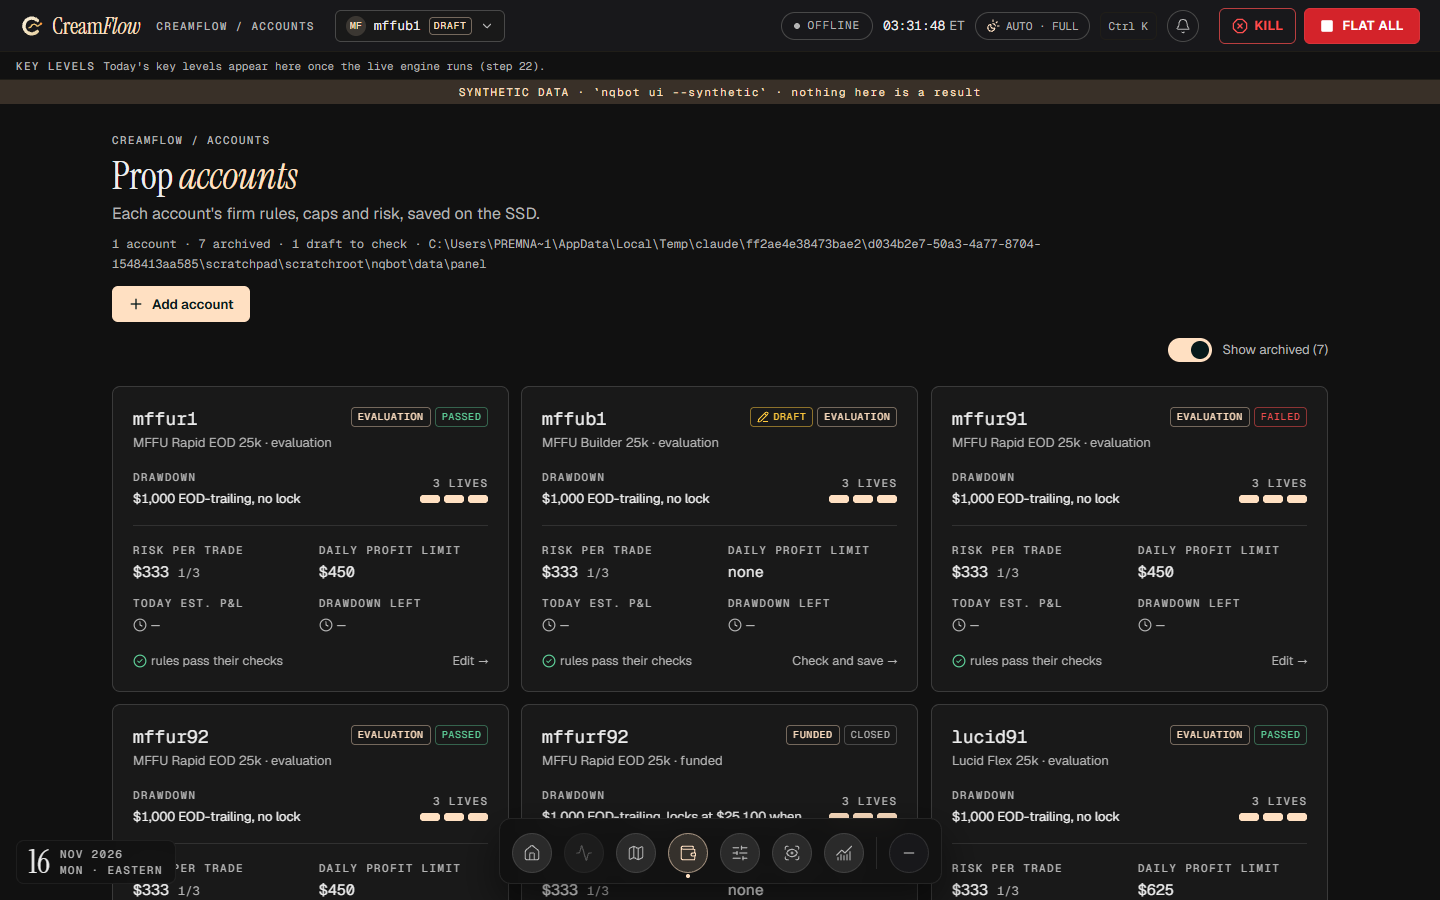 CreamFlow CREAMFLOW / ACCOUNTS MF mffub1 DRAFT OFFLINE 03:31:48 ET AUTO · FULL Ctrl K KILL FLAT ALL
KEY LEVELS Today's key levels appear here once the live engine runs (step 22).
SYNTHETIC DATA · `nqbot ui --synthetic` · nothing here is a result
CREAMFLOW / ACCOUNTS
Prop accounts
Each account's firm rules, caps and risk, saved on the SSD.
1 account · 7 archived · 1 draft to check · C:\Users\PREMNA~1\AppData\Local\Temp\claude\ff2ae4e38473bae2\d034b2e7-50a3-4a77-8704-
1548413aa585\scratchpad\scratchroot\nqbot\data\panel
+ Add account
Show archived (7)
mffur1 EVALUATION PASSED
MFFU Rapid EOD 25k · evaluation
DRAWDOWN
3 LIVES
$1,000 EOD-trailing, no lock
RISK PER TRADE DAILY PROFIT LIMIT
$333 1/3 $450
TODAY EST. P&L DRAWDOWN LEFT
– –
rules pass their checks Edit →
mffub1 DRAFT EVALUATION
MFFU Builder 25k · evaluation
DRAWDOWN
3 LIVES
$1,000 EOD-trailing, no lock
RISK PER TRADE DAILY PROFIT LIMIT
$333 1/3 none
TODAY EST. P&L DRAWDOWN LEFT
– –
rules pass their checks Check and save →
mffur91 EVALUATION FAILED
MFFU Rapid EOD 25k · evaluation
DRAWDOWN
3 LIVES
$1,000 EOD-trailing, no lock
RISK PER TRADE DAILY PROFIT LIMIT
$333 1/3 $450
TODAY EST. P&L DRAWDOWN LEFT
– –
rules pass their checks Edit →
mffur92 EVALUATION PASSED
MFFU Rapid EOD 25k · evaluation
DRAWDOWN
3 LIVES
$1,000 EOD-trailing, no lock
PER TRADE DAILY PROFIT LIMIT
$333 1/3 $450
mffurf92 FUNDED CLOSED
MFFU Rapid EOD 25k · funded
DRAWDOWN
3 LIVES
$1,000 EOD-trailing, locks at $25,100 when
$333 1/3 none
lucid91 EVALUATION PASSED
Lucid Flex 25k · evaluation
DRAWDOWN
3 LIVES
$1,000 EOD-trailing, no lock
RISK PER TRADE DAILY PROFIT LIMIT
$333 1/3 $625
16 NOV 2026
MON · EASTERN